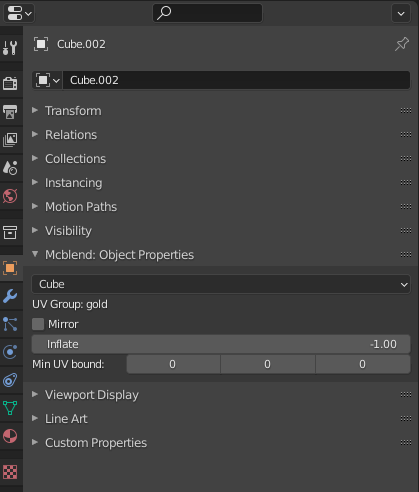 Cube.002
Cube.002
Transform
Relations
Collections
Instancing
Motion Paths
Visibility
Mcblend: Object Properties
Cube
UV Group: gold
Mirror
Inflate -1.00
Min UV bound: 0 0 0
Viewport Display
Line Art
Custom Properties